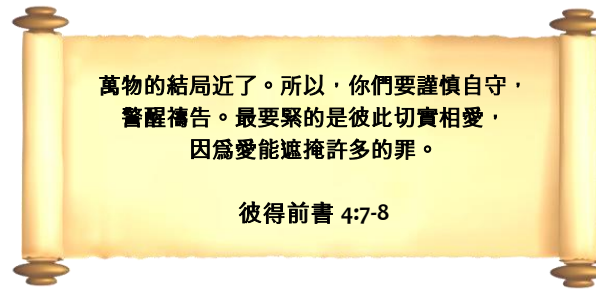 萬物的結局近了。所以，你們要謹慎自守，
警醒禱告。最要緊的是彼此切實相愛，
因爲愛能遮掩許多的罪。
彼得前書 4:7-8